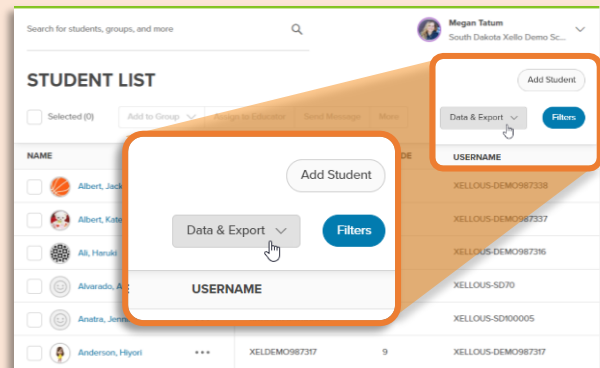 Search for students, groups, and more
Megan Tatum
South Dakota Xello Demo Sc...
STUDENT LIST
Add Student
Selected (0) Add to Group Assign to Educator Send Message More
Data & Export Filters
NAME DE USERNAME
Albert, Jack XELLOUS-DEMO987338
Albert, Kate XELLOUS-DEMO987337
Ali, Haruki XELLOUS-DEMO987316
Alvarado, A XELLOUS-SD70
Anatra, Jenn XELLOUS-SD100005
Anderson, Hiyori ••• XELDEMO987317 9 XELLOUS-DEMO987317
Add Student
Data & Export Filters
USERNAME